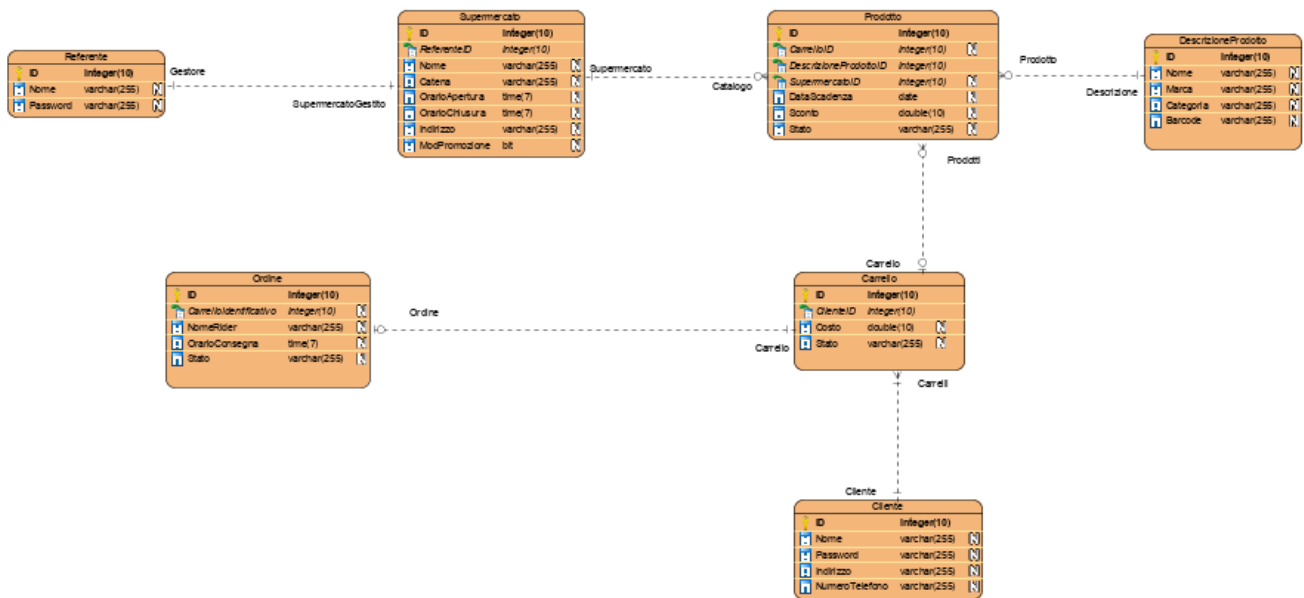 Supermercato
ID Integer(10)
ReferenteID Integer(10) N
Nome varchar(255) N
Catena varchar(255) N
OrarioApertura time(7) N
OrarioChiusura time(7) N
Indirizzo varchar(255) N
ModPromozione bit N
Prodotto
ID Integer(10)
CarrelloID Integer(10) N
DescrizioneProdottoID Integer(10)
SupermercatoID Integer(10) N
DataScadenza date N
Sconto double(10) N
Stato varchar(255) N
DescrizioneProdotto
ID Integer(10)
Nome varchar(255) N
Marca varchar(255) N
Categoria varchar(255) N
Barcode varchar(255) N
Referente
ID Integer(10)
Nome varchar(255) N
Password varchar(255) N
Gestore
SupermercatoGestito
Supermercato
Catalogo
Prodotto
Descrizione
Prodotti
Carrello
Ordine
ID Integer(10)
CarrelloIdentificativo Integer(10) N
NomeRider varchar(255) N
OrarioConsegna time(7) N
Stato varchar(255) N
Ordine
Carrello
Carrello
ID Integer(10)
ClienteID Integer(10)
Costo double(10) N
Stato varchar(255) N
Carrelli
Cliente
Cliente
ID Integer(10)
Nome varchar(255) N
Password varchar(255) N
Indirizzo varchar(255) N
NumeroTelefono varchar(255) N